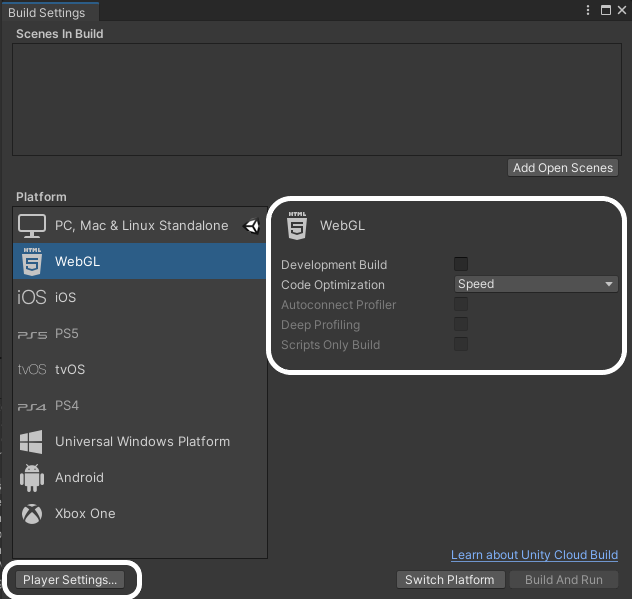 Build Settings
Scenes In Build
Add Open Scenes
Platform
PC, Mac & Linux Standalone
HTML
5
WebGL
iOS
iOS
PS5
PS5
tvOS
tvOS
PS4
PS4
Universal Windows Platform
Android
Xbox One
HTML
5
WebGL
Development Build
Code Optimization
Speed
Autoconnect Profiler
Deep Profiling
Scripts Only Build
Learn about Unity Cloud Build
Player Settings...
Switch Platform
Build And Run